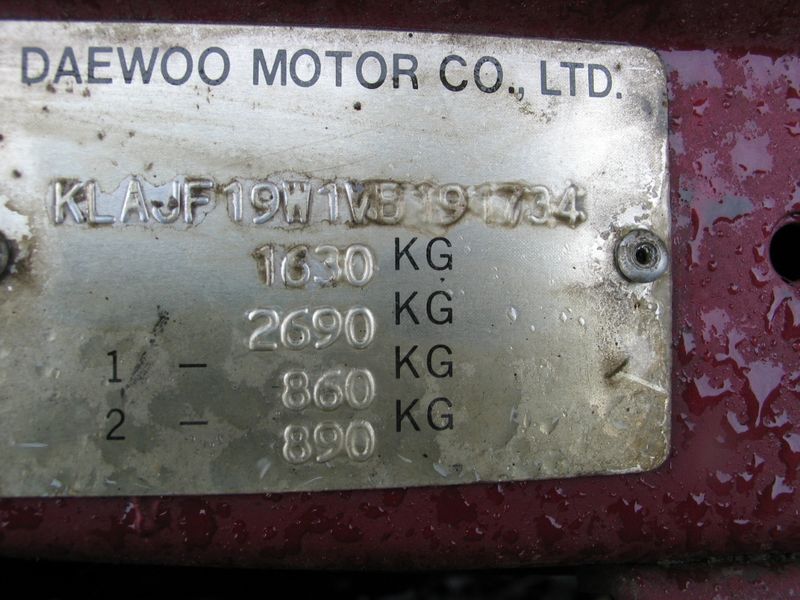 DAEWOO MOTOR CO., LTD.
KLAJF19W1VB191734
1630 KG
2690 KG
1 - 860 KG
2 - 890 KG